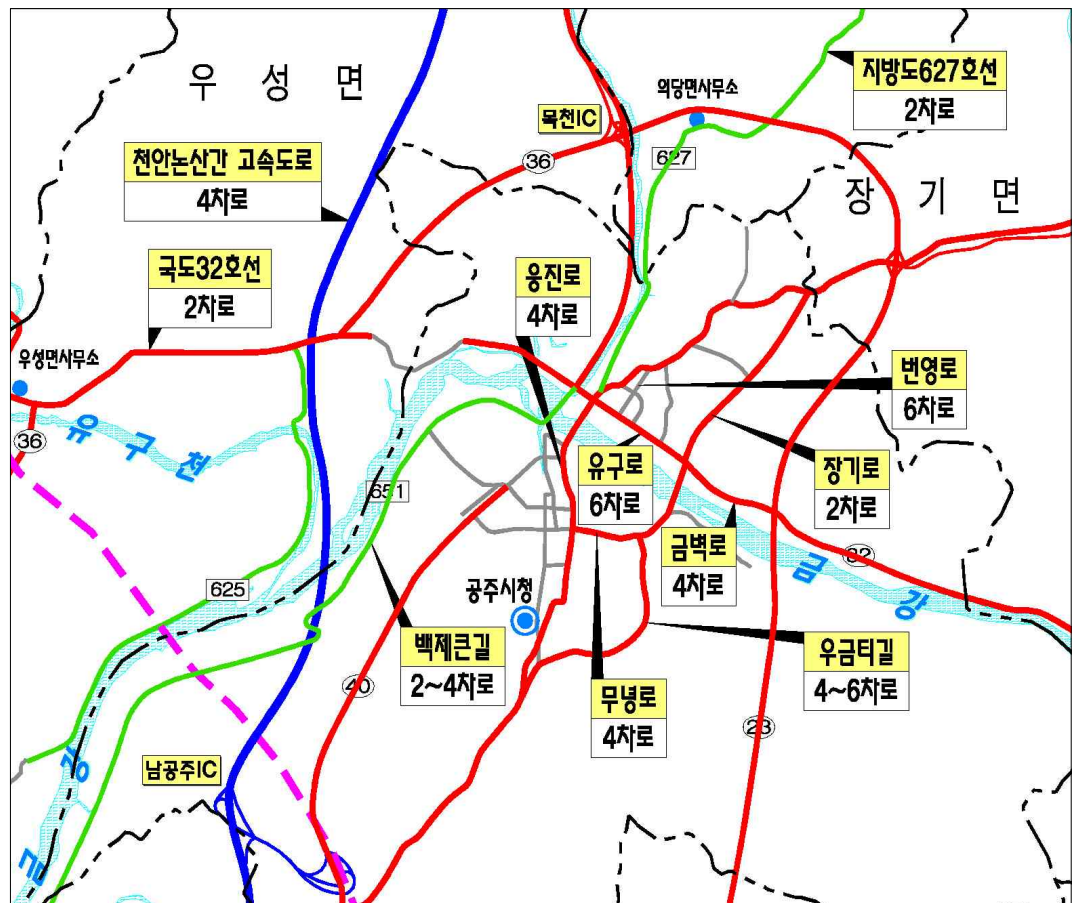 우 성 면
지방도627호선
2차로
의당면사무소
목천IC
36
627
천안논산간 고속도로
4차로
장 기 면
국도32호선
2차로
웅진로
4차로
우성면사무소
번영로
6차로
36
유구천
유구로
6차로
장기로
2차로
651
금벽로
4차로
32
625
공주시청
금강
백제큰길
2~4차로
우금티길
4~6차로
40
무녕로
4차로
23
남공주IC
금강